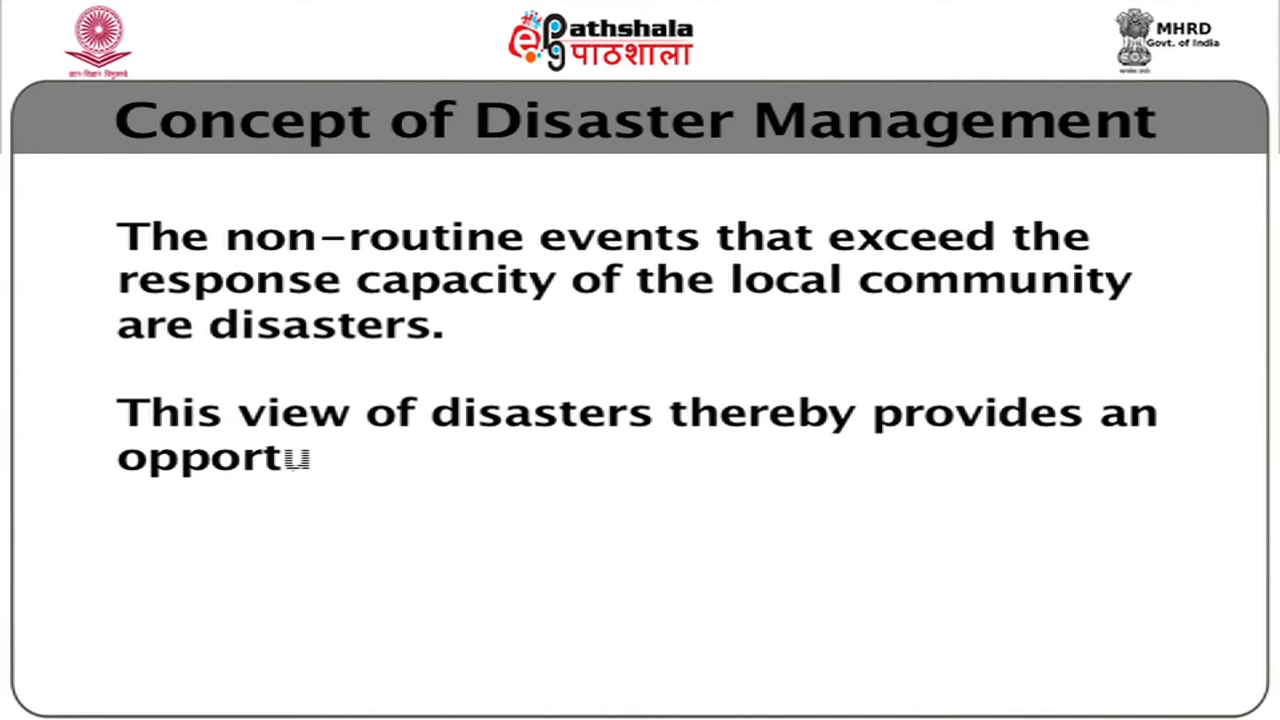 ePathshala
पाठशाला
MHRD
Govt. of India
Concept of Disaster Management
The non-routine events that exceed the
response capacity of the local community
are disasters.
This view of disasters thereby provides an
opportu